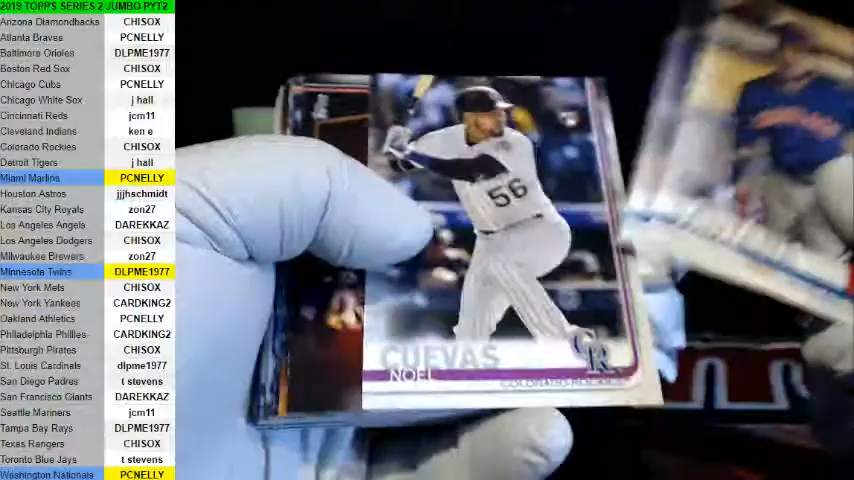 2019 TOPPS SERIES 2 JUMBO-PYT2
Arizona Diamondbacks CHISOX
Atlanta Braves PCNELLY
Baltimore Orioles DLPME1977
Boston Red Sox CHISOX
Chicago Cubs PCNELLY
Chicago White Sox j hall
Cincinnati Reds jcm11
Cleveland Indians ken e
Colorado Rockies CHISOX
Detroit Tigers j hall
Miami Marlins PCNELLY
Houston Astros jjjhschmidt
Kansas City Royals zon27
Los Angeles Angels DAREKKAZ
Los Angeles Dodgers CHISOX
Milwaukee Brewers zon27
Minnesota Twins DLPME1977
New York Mets CHISOX
New York Yankees CARDKING2
Oakland Athletics PCNELLY
Philadelphia Phillies CARDKING2
Pittsburgh Pirates CHISOX
St. Louis Cardinals dlpme1977
San Diego Padres t stevens
San Francisco Giants DAREKKAZ
Seattle Mariners jcm11
Tampa Bay Rays DLPME1977
Texas Rangers CHISOX
Toronto Blue Jays t stevens
Washington Nationals PCNELLY
56
CUEVAS
NOEL
CR
COLORADO ROCKIES